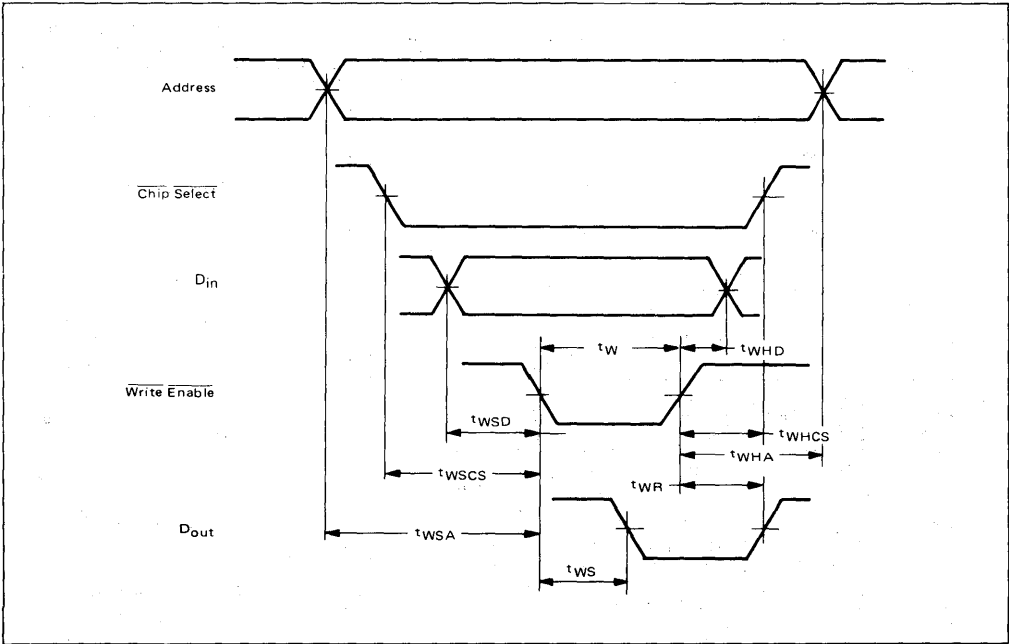 Address
Chip Select
Din
tW
tWHD
Write Enable
tWSD
tWHCS
tWHA
tWSCS
tWR
Dout
tWSA
tWS